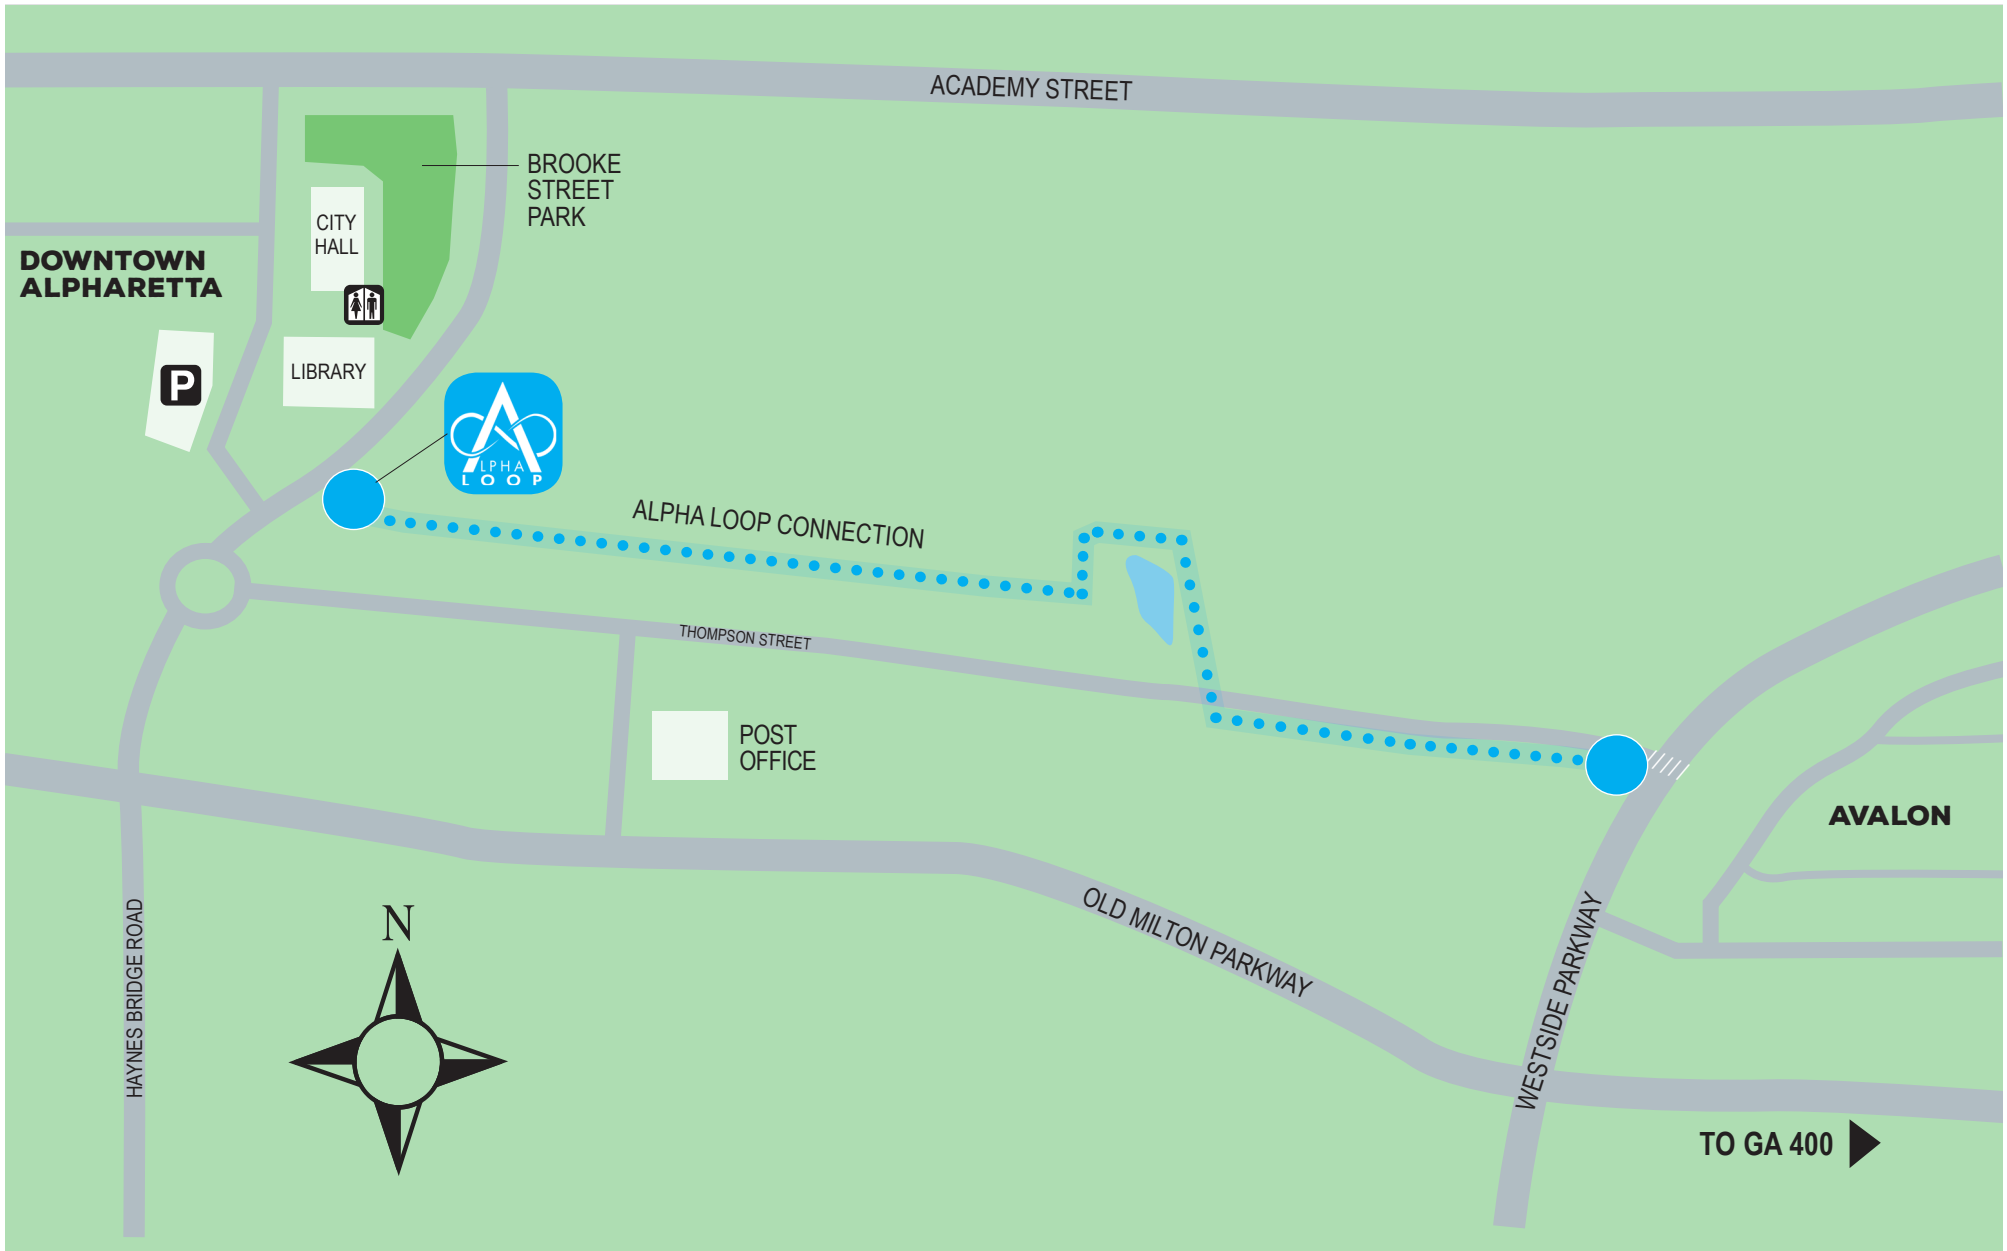 ACADEMY STREET
BROOKE
STREET
PARK
CITY
HALL
DOWNTOWN
ALPHARETTA
P
LIBRARY
ALPHA
LOOP
ALPHA LOOP CONNECTION
THOMPSON STREET
POST
OFFICE
AVALON
OLD MILTON PARKWAY
WESTSIDE PARKWAY
HAYNES BRIDGE ROAD
N
TO GA 400